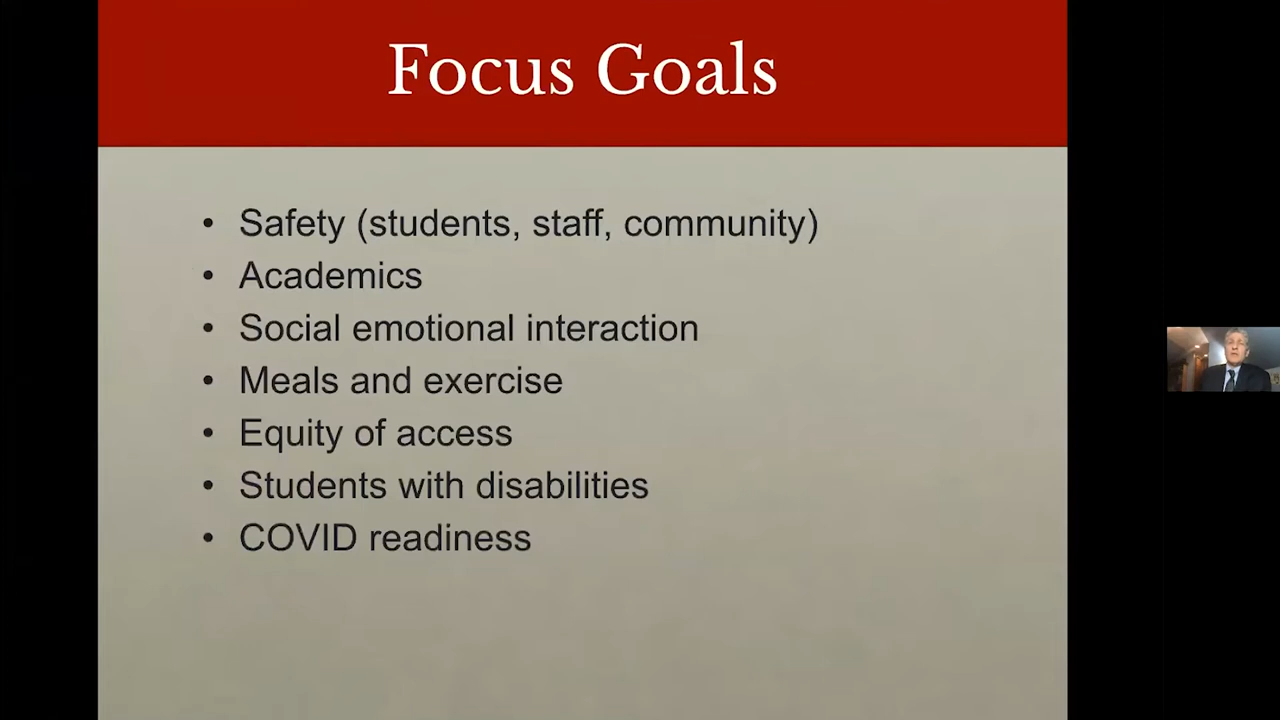 Focus Goals
• Safety (students, staff, community)
• Academics
• Social emotional interaction
• Meals and exercise
• Equity of access
• Students with disabilities
• COVID readiness